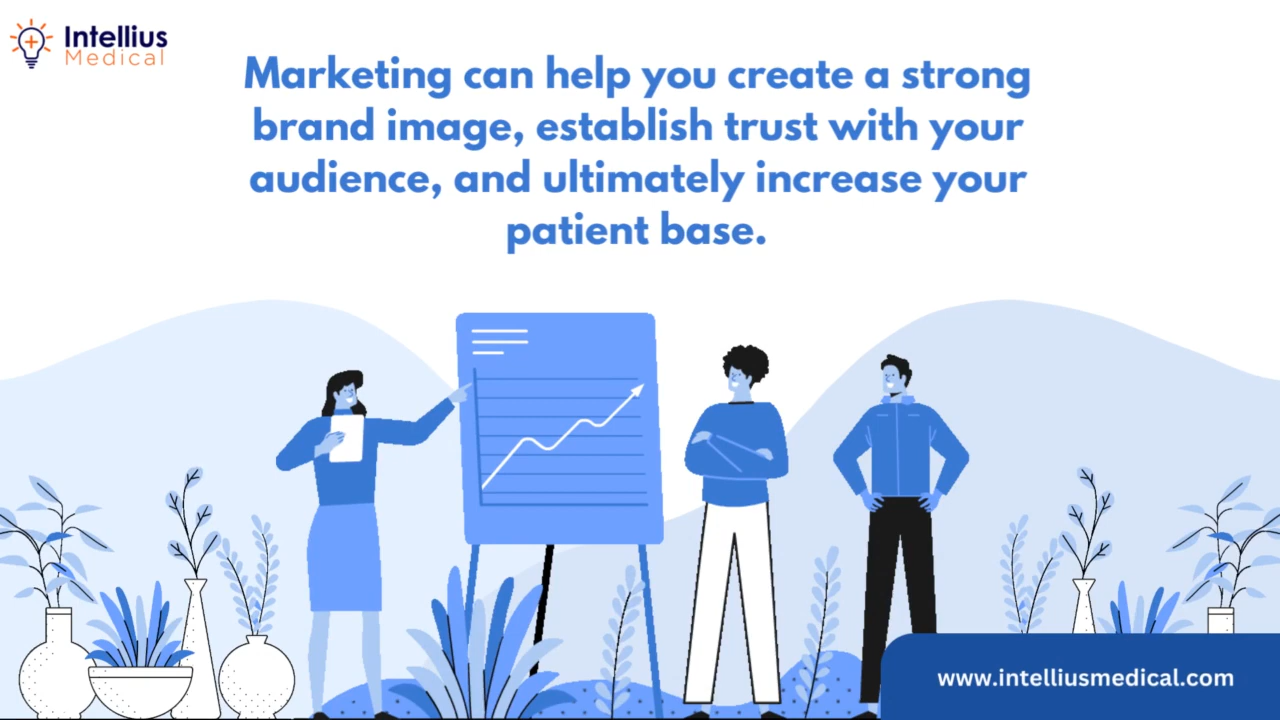 Intellius
Medical
Marketing can help you create a strong
brand image, establish trust with your
audience, and ultimately increase your
patient base.
www.intelliusmedical.com